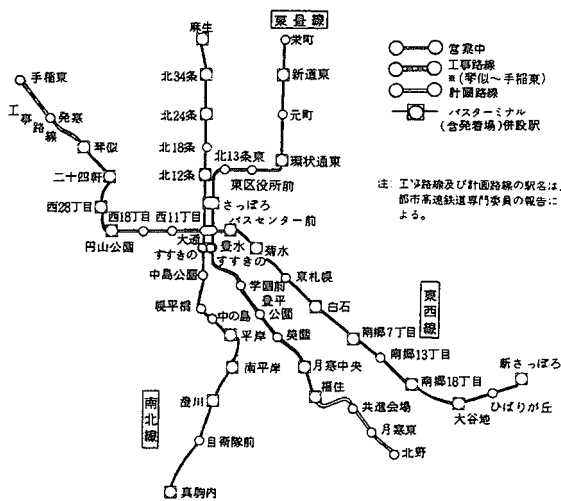 東豊線
麻生
栄町
北34条
新道東
北24条
元町
北18条
北13条東
環状通東
北12条
東区役所前
さっぽろ
バスセンター前
手稲東
発寒
工事路線
琴似
二十四軒
西28丁目
西18丁目
西11丁目
円山公園
大通
菊水
すすきの
豊水
すすきの
中島公園
学園前
東札幌
豊平
公園
白石
東西線
幌平橋
中の島
美園
南郷7丁目
平岸
南郷13丁目
月寒中央
新さっぽろ
南平岸
南郷18丁目
福住
ひばりが丘
南北線
澄川
共進会場
大谷地
月寒東
自衛隊前
北野
真駒内
営業中
工事路線
※(琴似~手稲東)
計画路線
バスターミナル
(含発着場)併設駅
注 工事路線及び計画路線の駅名は、
都市高速鉄道専門委員の報告に
よる。